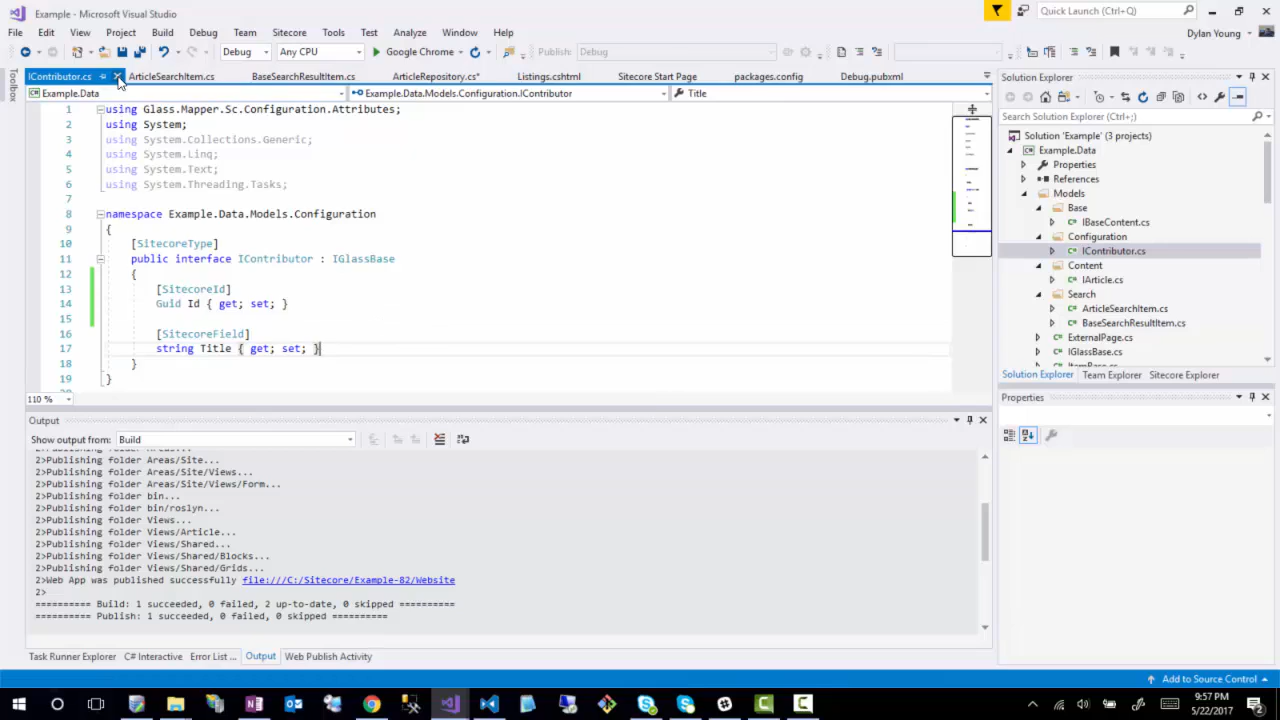 Example - Microsoft Visual Studio
Quick Launch (Ctrl+Q)
File Edit View Project Build Debug Team Sitecore Tools Test Analyze Window Help
Dylan Young
Debug Any CPU Google Chrome Publish: Debug
Toolbox
IContributor.cs ArticleSearchItem.cs BaseSearchResultItem.cs ArticleRepository.cs* Listings.cshtml Sitecore Start Page packages.config Debug.pubxml
Example.Data Example.Data.Models.Configuration.IContributor Title
1 using Glass.Mapper.Sc.Configuration.Attributes;
2 using System;
3 using System.Collections.Generic;
4 using System.Linq;
5 using System.Text;
6 using System.Threading.Tasks;
7
8 namespace Example.Data.Models.Configuration
9 {
10 [SitecoreType]
11 public interface IContributor : IGlassBase
12 {
13 [SitecoreId]
14 Guid Id { get; set; }
15
16 [SitecoreField]
17 string Title { get; set; }
18 }
19 }
110 %
Output
Show output from: Build
2>Publishing folder Areas/Site...
2>Publishing folder Areas/Site/Views...
2>Publishing folder Areas/Site/Views/Form...
2>Publishing folder bin...
2>Publishing folder bin/roslyn...
2>Publishing folder Views...
2>Publishing folder Views/Article...
2>Publishing folder Views/Shared...
2>Publishing folder Views/Shared/Blocks...
2>Publishing folder Views/Shared/Grids...
2>Web App was published successfully file:///C:/Sitecore/Example-82/Website
2>
========== Build: 1 succeeded, 0 failed, 2 up-to-date, 0 skipped ==========
========== Publish: 1 succeeded, 0 failed, 0 skipped ==========
Task Runner Explorer C# Interactive Error List ... Output Web Publish Activity
Solution Explorer
Search Solution Explorer (Ctrl+;)
Solution 'Example' (3 projects)
Example.Data
Properties
References
Models
Base
IBaseContent.cs
Configuration
IContributor.cs
Content
IArticle.cs
Search
ArticleSearchItem.cs
BaseSearchResultItem.cs
ExternalPage.cs
IGlassBase.cs
Solution Explorer Team Explorer Sitecore Explorer
Properties
Add to Source Control
9:57 PM
5/22/2017
2